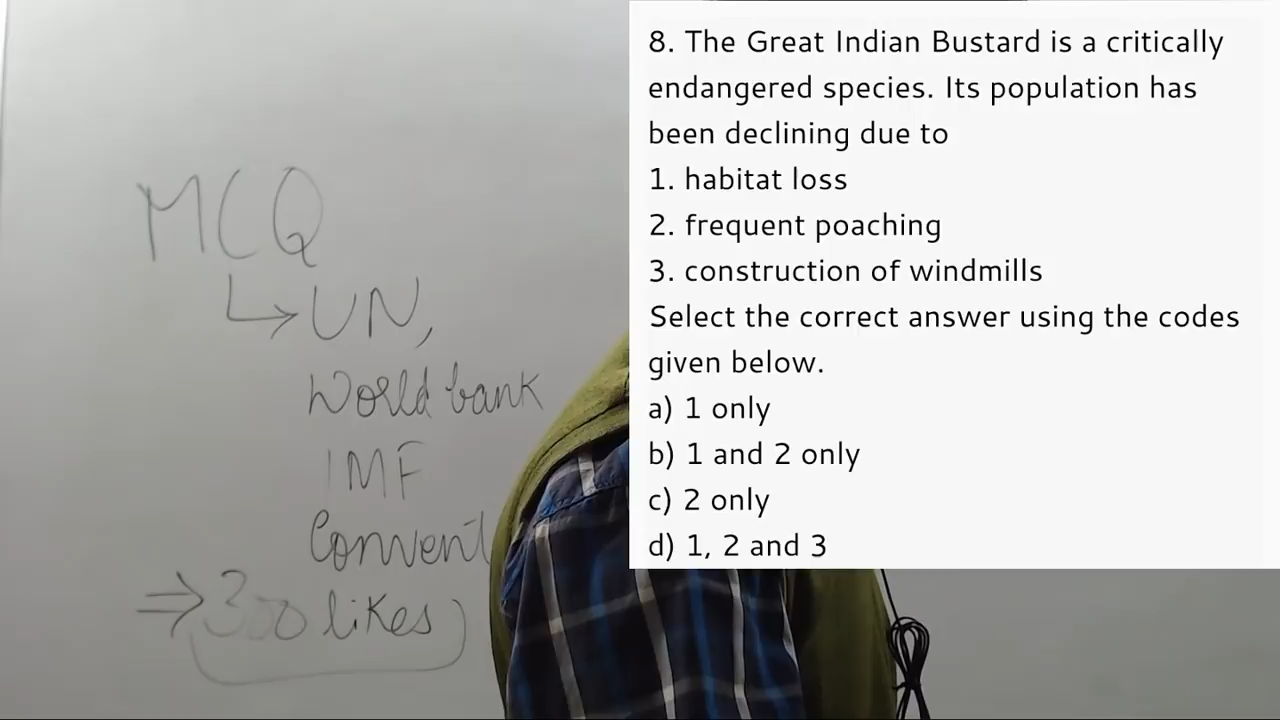 MCQ
UN,
World bank
IMF
Convent
⇒ 300 likes
8. The Great Indian Bustard is a critically
endangered species. Its population has
been declining due to
1. habitat loss
2. frequent poaching
3. construction of windmills
Select the correct answer using the codes
given below.
a) 1 only
b) 1 and 2 only
c) 2 only
d) 1, 2 and 3